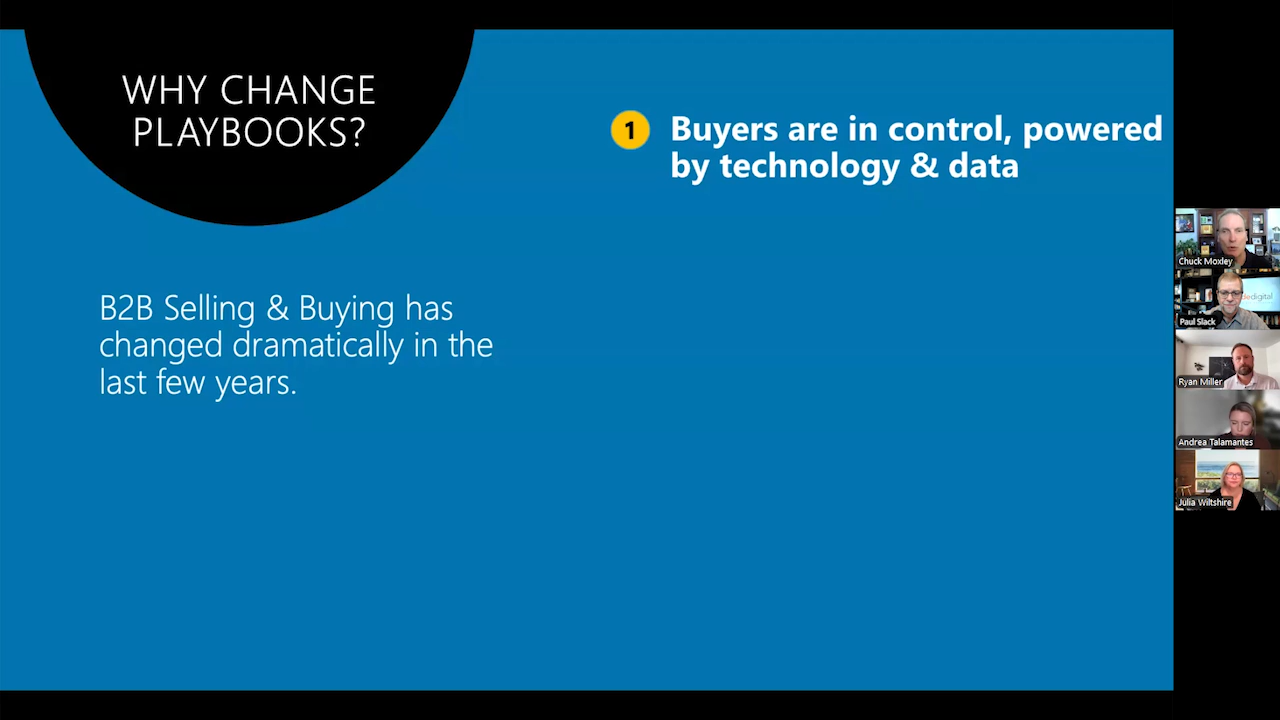 WHY CHANGE
PLAYBOOKS?
B2B Selling & Buying has
changed dramatically in the
last few years.
1
Buyers are in control, powered
by technology & data
Chuck Moxley
dedigital
Paul Slack
Ryan Miller
Andrea Talamantes
Julia Wiltshire